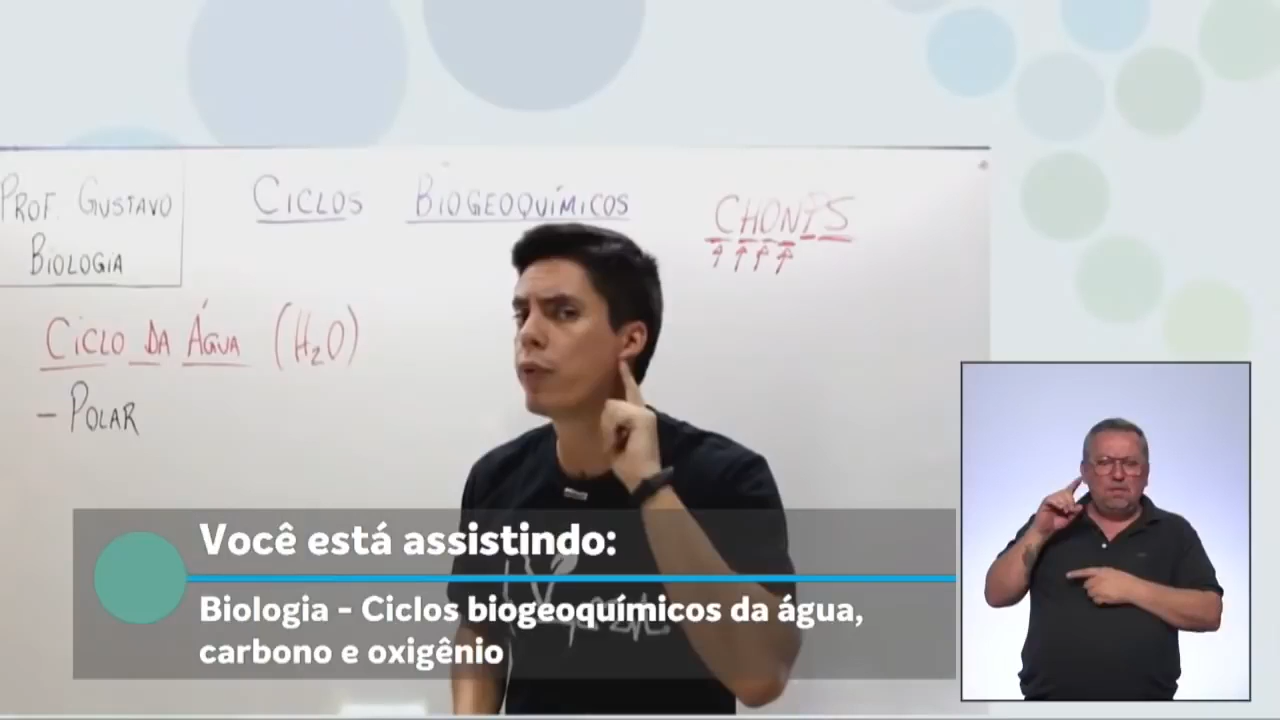 PROF. GUSTAVO
BIOLOGIA
CICLOS BIOGEOQUÍMICOS
CHONPS
CICLO DA ÁGUA (H₂O)
- POLAR
Você está assistindo:
Biologia - Ciclos biogeoquímicos da água,
carbono e oxigênio